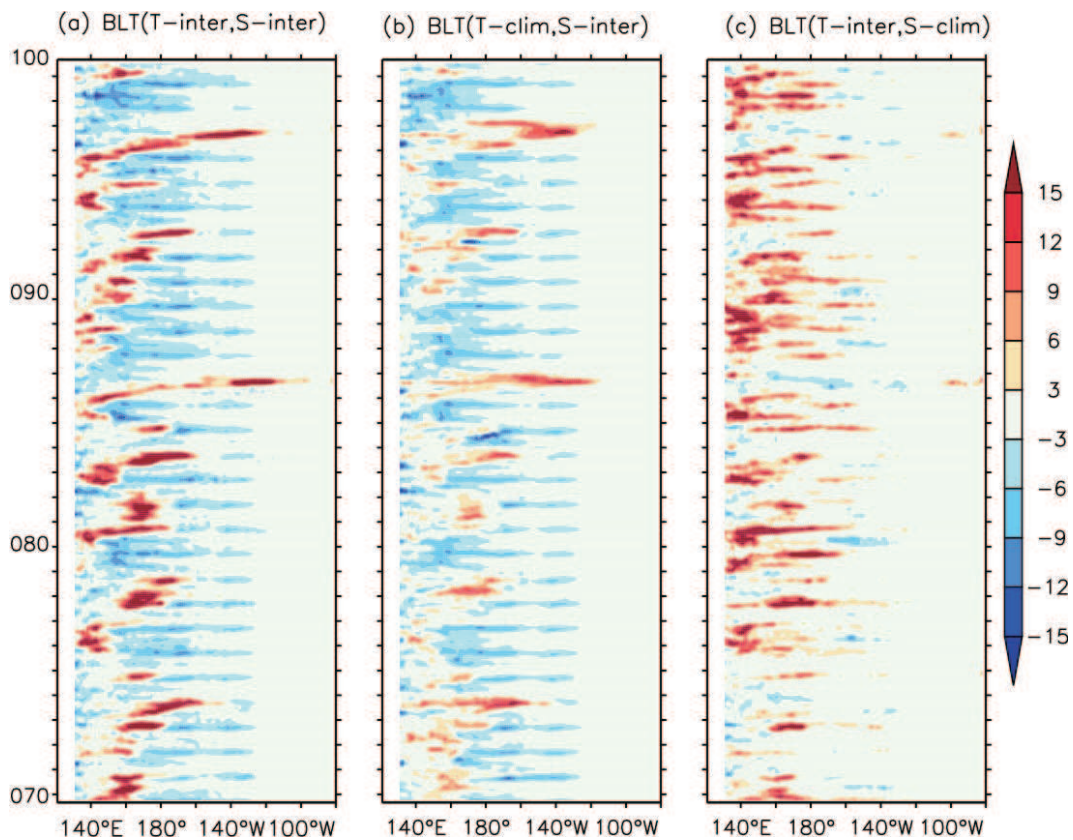 (a) BLT(T-inter,S-inter)
(b) BLT(T-clim,S-inter)
(c) BLT(T-inter,S-clim)
100
090
080
070
15
12
9
6
3
-3
-6
-9
-12
-15
140°E 180° 140°W 100°W
140°E 180° 140°W 100°W
140°E 180° 140°W 100°W